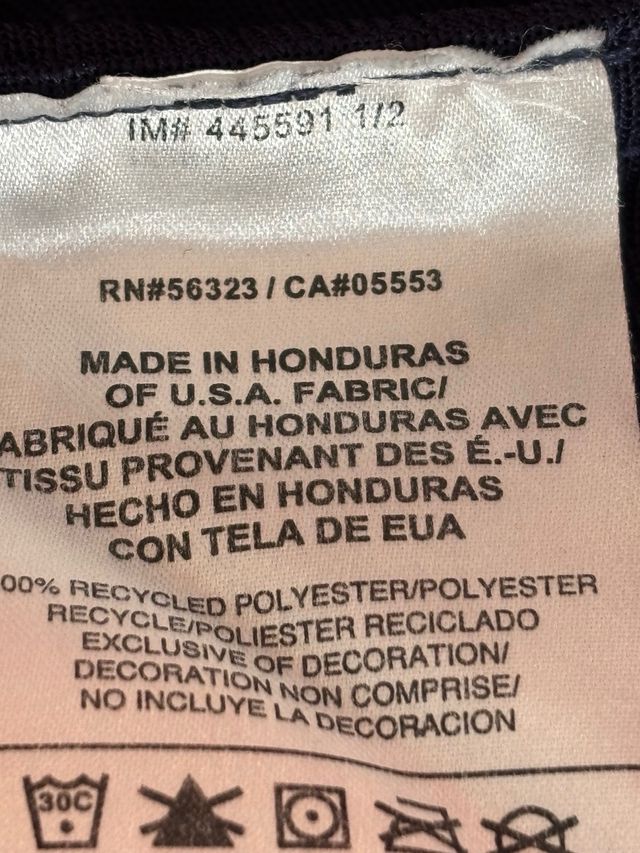 IM# 445591 1/2
RN#56323 / CA#05553
MADE IN HONDURAS
OF U.S.A. FABRIC/
ABRIQUÉ AU HONDURAS AVEC
TISSU PROVENANT DES É.-U./
HECHO EN HONDURAS
CON TELA DE EUA
00% RECYCLED POLYESTER/POLYESTER
RECYCLE/POLIESTER RECICLADO
EXCLUSIVE OF DECORATION/
DECORATION NON COMPRISE/
NO INCLUYE LA DECORACION
30C